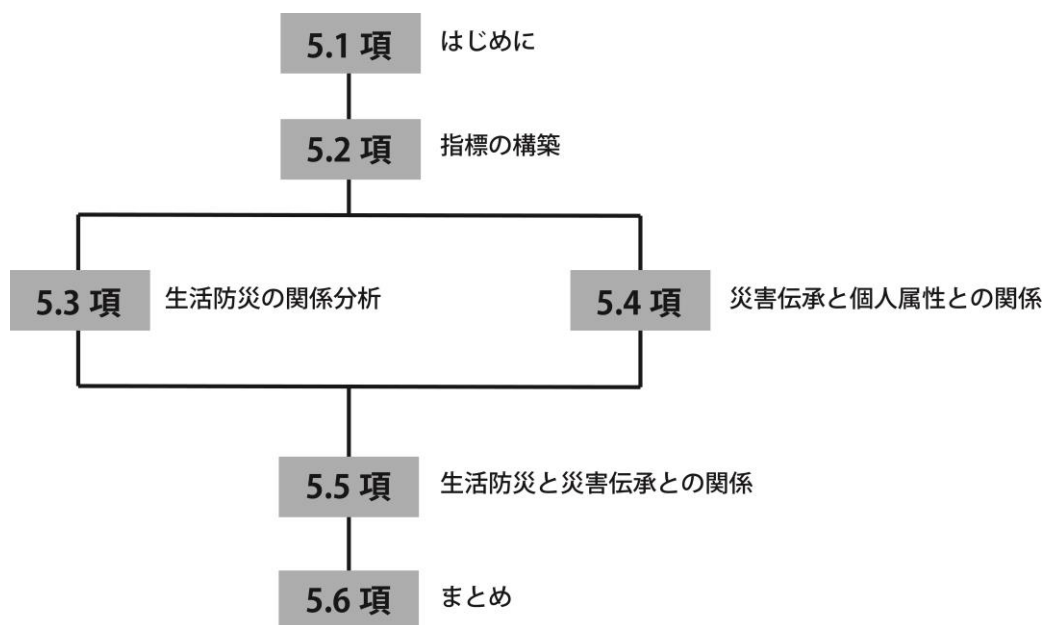 5.1 項 はじめに
5.2 項 指標の構築
5.3 項 生活防災の関係分析
5.4 項 災害伝承と個人属性との関係
5.5 項 生活防災と災害伝承との関係
5.6 項 まとめ